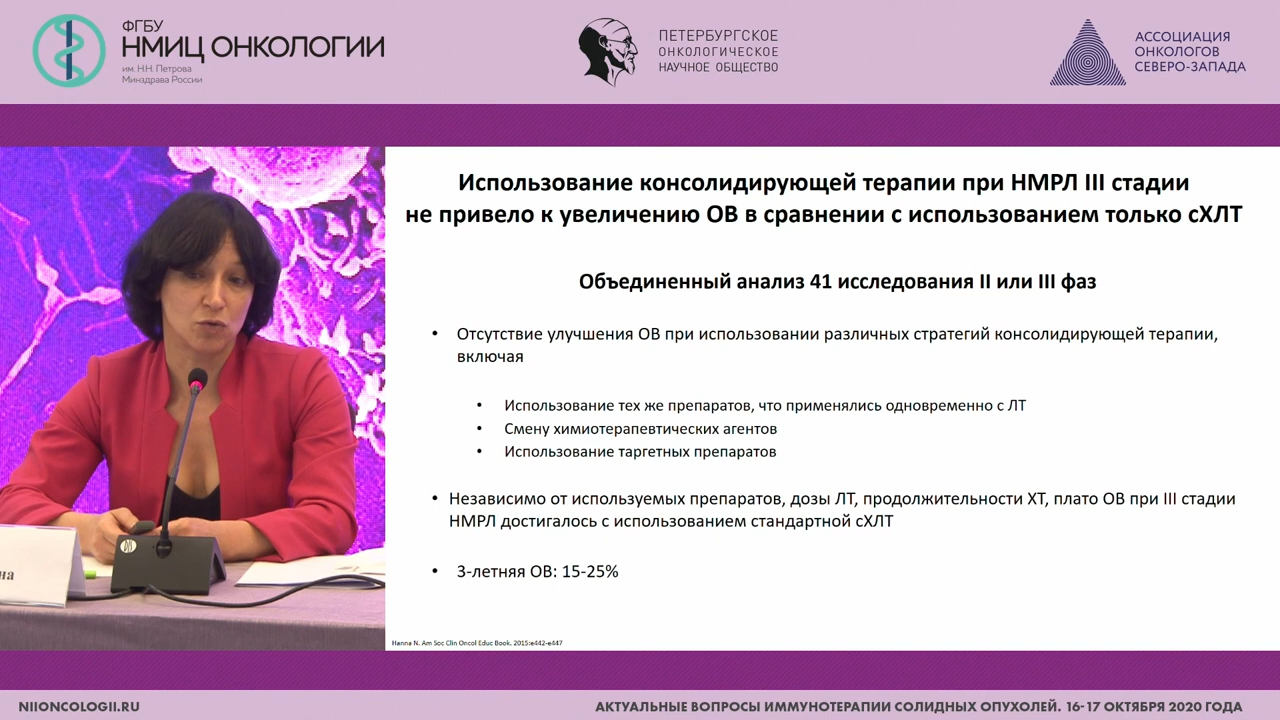 ФГБУ
НМИЦ ОНКОЛОГИИ
им. Н.Н. Петрова
Минздрава России
ПЕТЕРБУРГСКОЕ
ОНКОЛОГИЧЕСКОЕ
НАУЧНОЕ ОБЩЕСТВО
АССОЦИАЦИЯ
ОНКОЛОГОВ
СЕВЕРО-ЗАПАДА
Использование консолидирующей терапии при НМРЛ III стадии
не привело к увеличению ОВ в сравнении с использованием только сХЛТ
Объединенный анализ 41 исследования II или III фаз
• Отсутствие улучшения ОВ при использовании различных стратегий консолидирующей терапии,
включая
• Использование тех же препаратов, что применялись одновременно с ЛТ
• Смену химиотерапевтических агентов
• Использование таргетных препаратов
• Независимо от используемых препаратов, дозы ЛТ, продолжительности ХТ, плато ОВ при III стадии
НМРЛ достигалось с использованием стандартной сХЛТ
• 3-летняя ОВ: 15-25%
Hanna N. Am Soc Clin Oncol Educ Book. 2015:e442-e447
на
NIIONCOLOGII.RU
АКТУАЛЬНЫЕ ВОПРОСЫ ИММУНОТЕРАПИИ СОЛИДНЫХ ОПУХОЛЕЙ. 16-17 ОКТЯБРЯ 2020 ГОДА